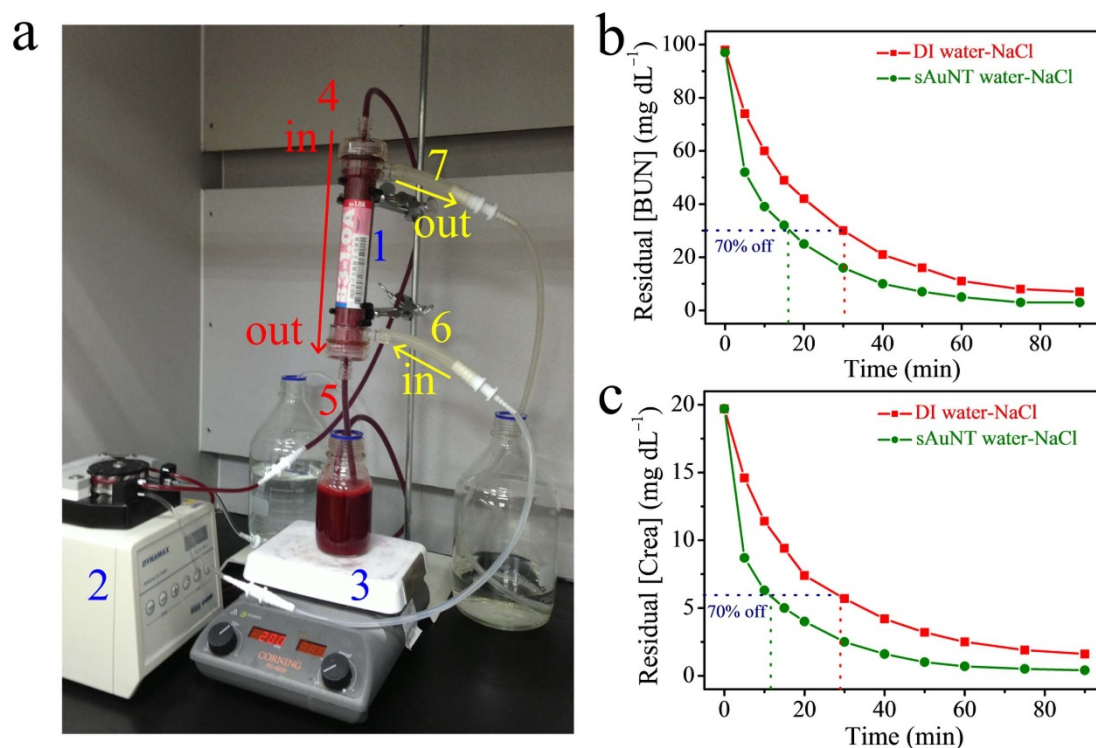 a
4
in
7
out
1
6
out
in
5
DYNAMAX
2
3
200
CORNING
b
100
80
60
40
20
0
DI water-NaCl
sAuNT water-NaCl
70% off
Residual [BUN] (mg dL⁻¹)
0 20 40 60 80
Time (min)
c
20
15
10
5
0
DI water-NaCl
sAuNT water-NaCl
70% off
Residual [Crea] (mg dL⁻¹)
0 20 40 60 80
Time (min)